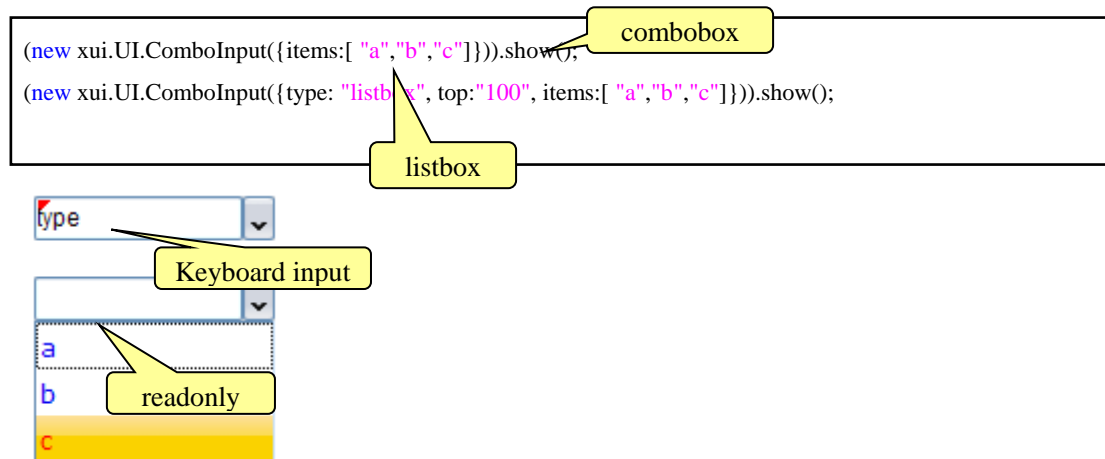 combobox
(new xui.UI.ComboInput({items:[ "a","b","c"]})).show();
(new xui.UI.ComboInput({type: "listbox", top:"100", items:[ "a","b","c"]})).show();
listbox
type
Keyboard input
a
b
readonly
c